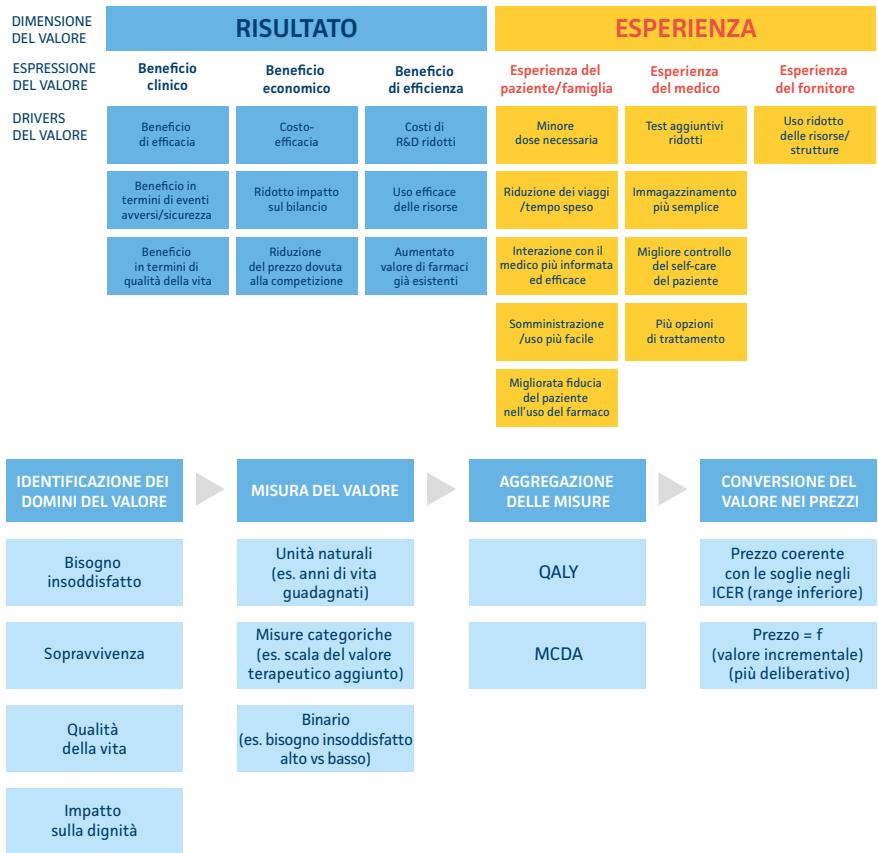 DIMENSIONE
DEL VALORE
RISULTATO
ESPERIENZA
ESPRESSIONE
DEL VALORE
Beneficio
clinico
Beneficio
economico
Beneficio
di efficienza
Esperienza del
paziente/famiglia
Esperienza
del medico
Esperienza
del fornitore
DRIVERS
DEL VALORE
Beneficio
di efficacia
Costo-
efficacia
Costi di
R&D ridotti
Minore
dose necessaria
Test aggiuntivi
ridotti
Uso ridotto
delle risorse/
strutture
Beneficio in
termini di eventi
avversi/sicurezza
Ridotto impatto
sul bilancio
Uso efficace
delle risorse
Riduzione dei viaggi
/tempo speso
Immagazzinamento
più semplice
Beneficio
in termini di
qualità della vita
Riduzione
del prezzo dovuta
alla competizione
Aumentato
valore di farmaci
già esistenti
Interazione con il
medico più informata
ed efficace
Migliore controllo
del self-care
del paziente
Somministrazione
/uso più facile
Più opzioni
di trattamento
Migliorata fiducia
del paziente
nell'uso del farmaco
IDENTIFICAZIONE DEI
DOMINI DEL VALORE
MISURA DEL VALORE
AGGREGAZIONE
DELLE MISURE
CONVERSIONE DEL
VALORE NEI PREZZI
Bisogno
insoddisfatto
Unità naturali
(es. anni di vita
guadagnati)
QALY
Prezzo coerente
con le soglie negli
ICER (range inferiore)
Sopravvivenza
Misure categoriche
(es. scala del valore
terapeutico aggiunto)
MCDA
Prezzo = f
(valore incrementale)
(più deliberativo)
Qualità
della vita
Binario
(es. bisogno insoddisfatto
alto vs basso)
Impatto
sulla dignità